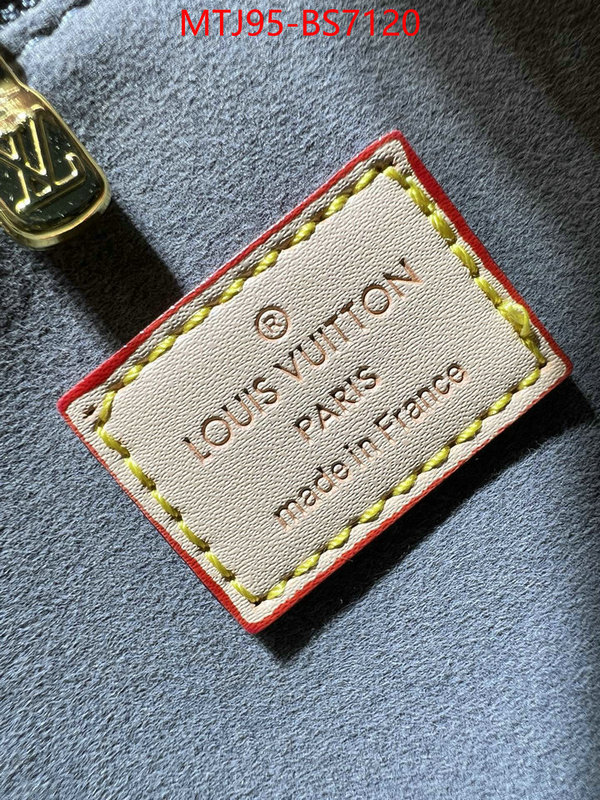 MTJ95-BS7120
LV
®
LOUIS VUITTON
PARIS
made in France